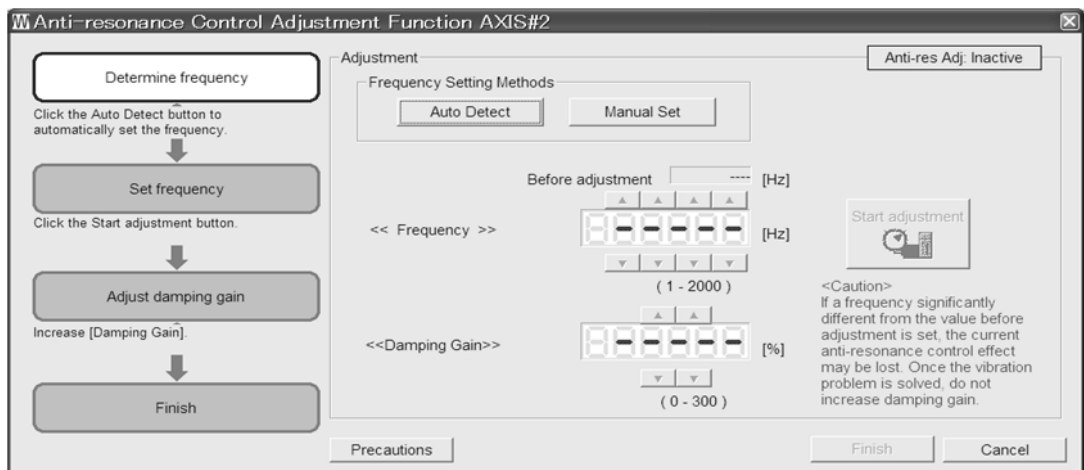 Anti-resonance Control Adjustment Function AXIS#2
Determine frequency
Click the Auto Detect button to
automatically set the frequency.
Set frequency
Click the Start adjustment button.
Adjust damping gain
Increase [Damping Gain].
Finish
Adjustment
Anti-res Adj: Inactive
Frequency Setting Methods
Auto Detect
Manual Set
Before adjustment ---- [Hz]
<< Frequency >> ----- [Hz]
( 1 - 2000 )
<<Damping Gain>> ----- [%]
( 0 - 300 )
Start adjustment
<Caution>
If a frequency significantly
different from the value before
adjustment is set, the current
anti-resonance control effect
may be lost. Once the vibration
problem is solved, do not
increase damping gain.
Precautions
Finish
Cancel